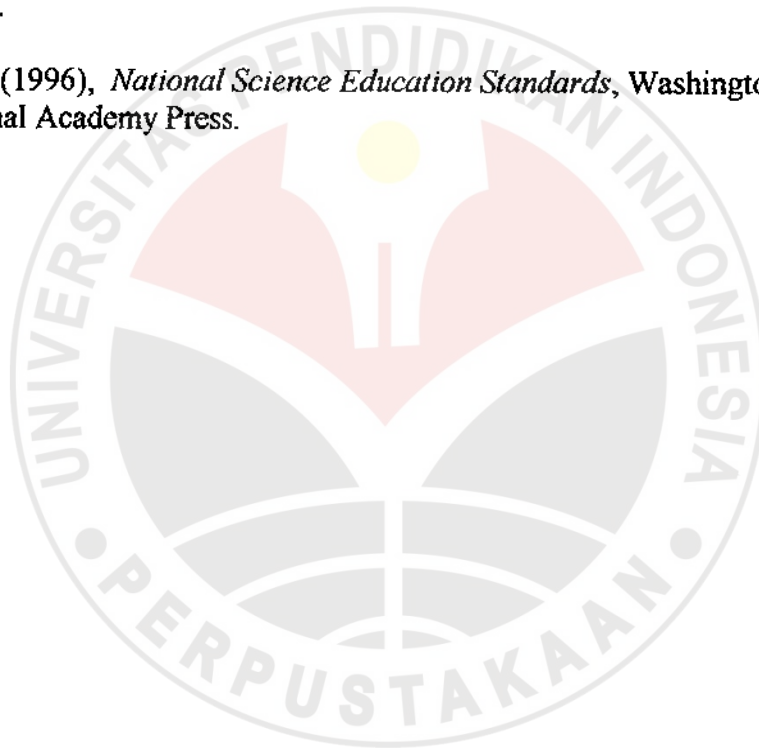 .
(1996), National Science Education Standards, Washingto
al Academy Press.
UNIVERSITAS PENDIDIKAN INDONESIA
PERPUSTAKAAN